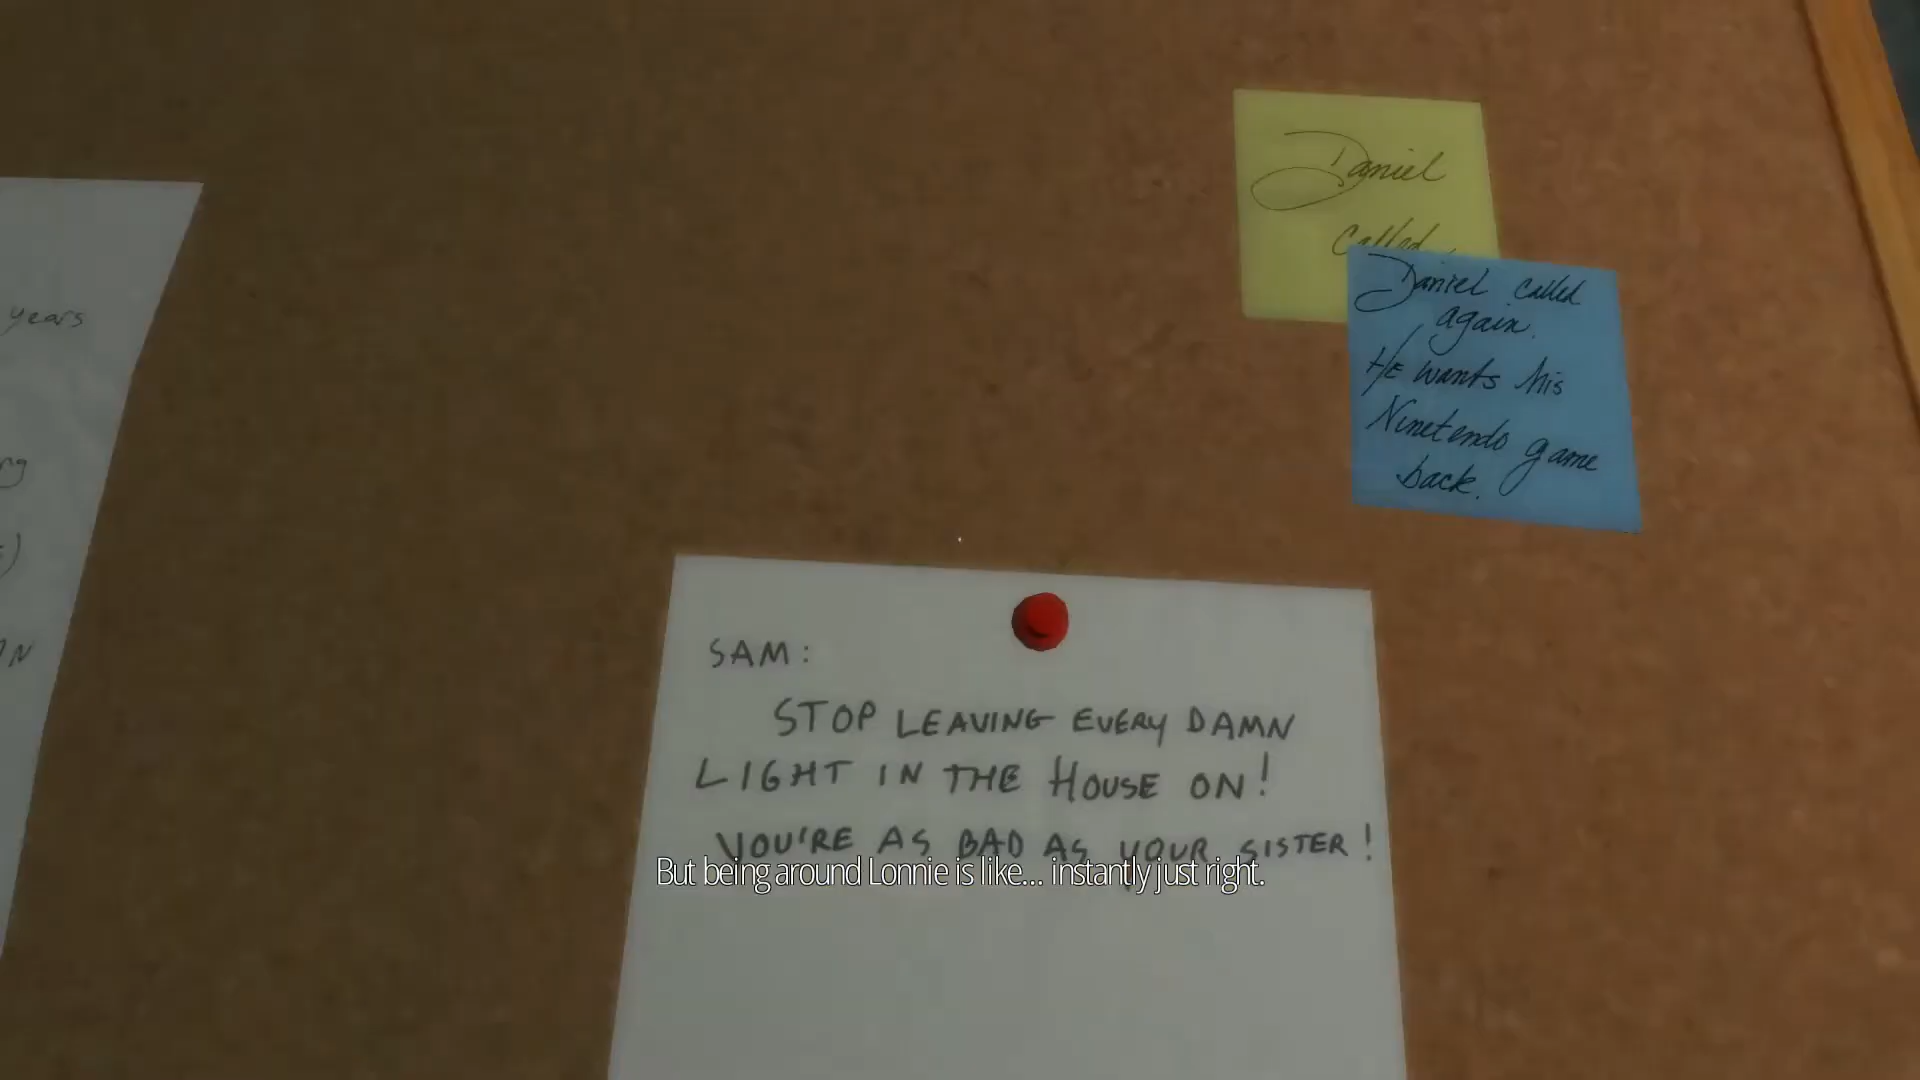 years
Daniel
called
Daniel called
again.
He wants his
Ninetendo game
back.
SAM:
STOP LEAVING EVERY DAMN
LIGHT IN THE HOUSE ON!
YOU'RE AS BAD AS YOUR SISTER!
But being around Lonnie is like... instantly just right.